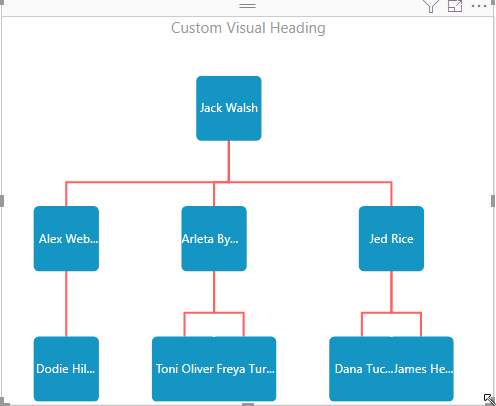 Custom Visual Heading
Jack Walsh
Alex Web...
Arleta By...
Jed Rice
Dodie Hil...
Toni Oliver
Freya Tur...
Dana Tuc...
James He...